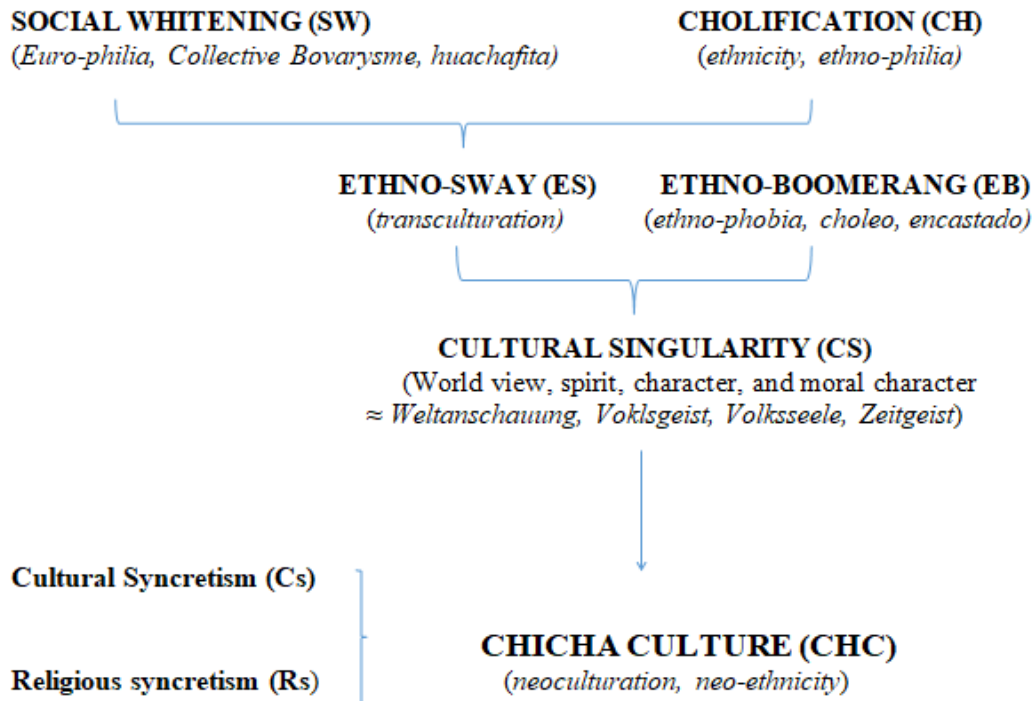 SOCIAL WHITENING (SW)
(Euro-philia, Collective Bovarysme, huachafita)
CHOLIFICATION (CH)
(ethnicity, ethno-philia)
ETHNO-SWAY (ES)
(transculturation)
ETHNO-BOOMERANG (EB)
(ethno-phobia, choleo, encastado)
CULTURAL SINGULARITY (CS)
(World view, spirit, character, and moral character
≈ Weltanschauung, Voklsgeist, Volksseele, Zeitgeist)
Cultural Syncretism (Cs)
Religious syncretism (Rs)
CHICHA CULTURE (CHC)
(neoculturation, neo-ethnicity)